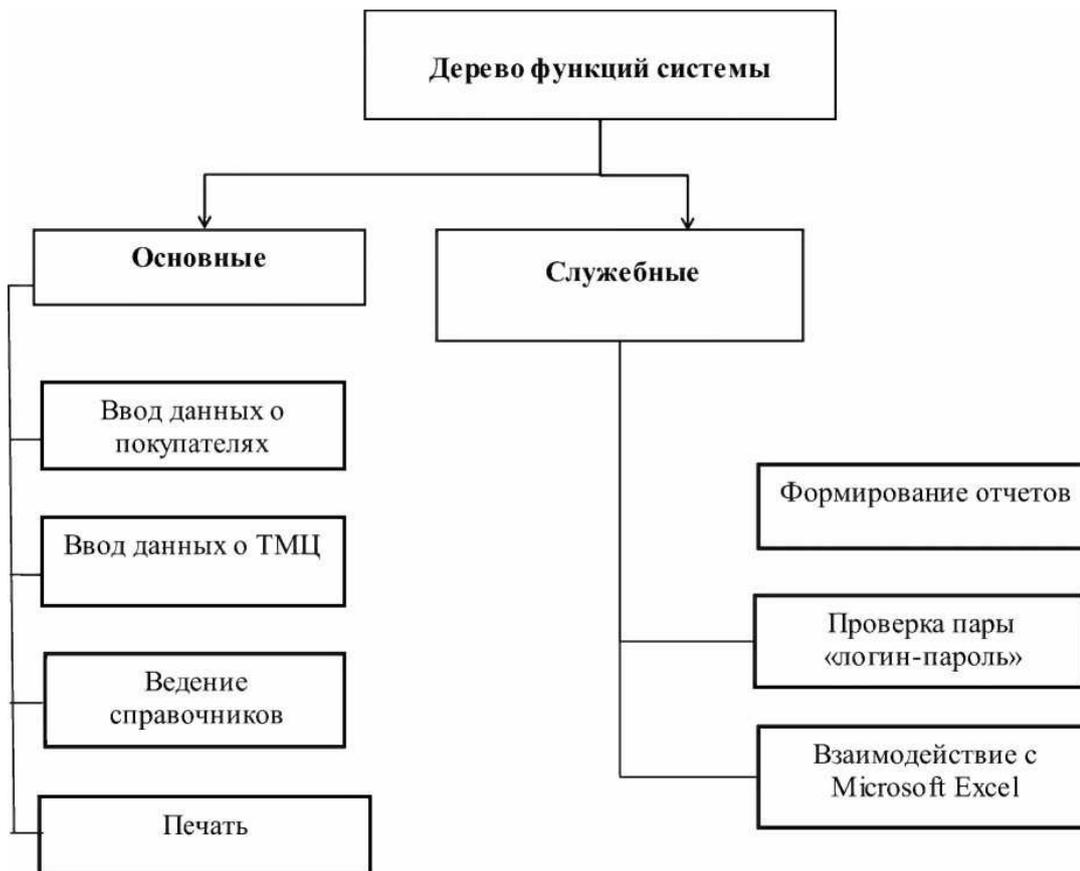 Дерево функций системы
Основные
Служебные
Ввод данных о
покупателях
Ввод данных о ТМЦ
Ведение
справочников
Печать
Формирование отчетов
Проверка пары
«логин-пароль»
Взаимодействие с
Microsoft Excel